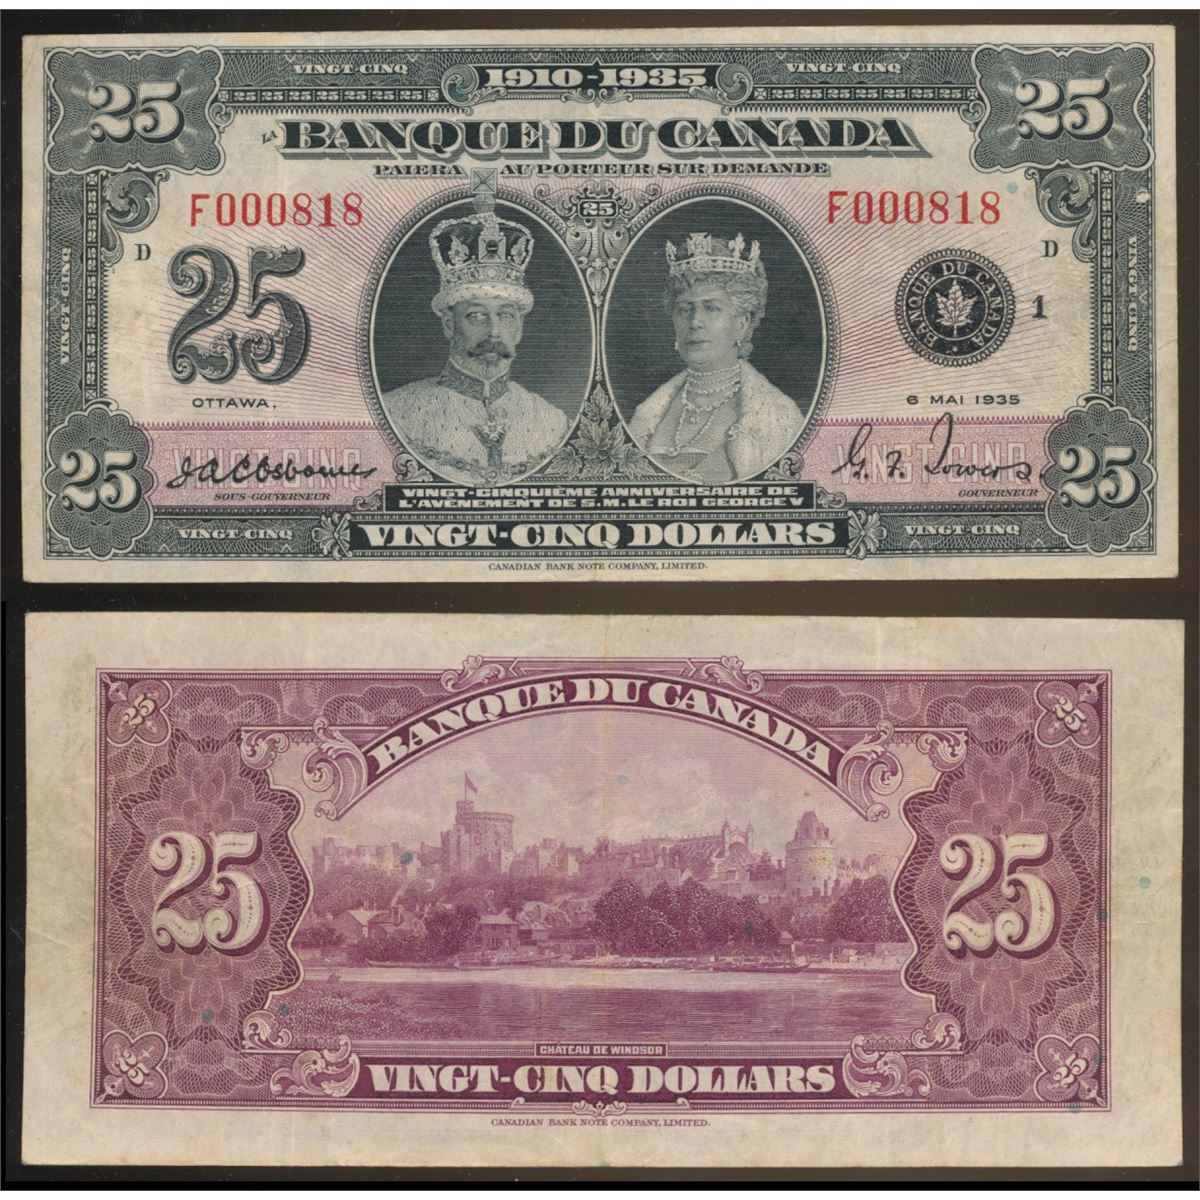 25
VINGT-CINQ
1910-1935
VINGT-CINQ
25
LA BANQUE DU CANADA
PAIERA AU PORTEUR SUR DEMANDE
F000818
25
F000818
D
D
VINGT-CINQ
25
BANQUE DU CANADA
1
VINGT-CINQ
OTTAWA,
6 MAI 1935
VINGT-CINQ
VINGT-CINQ
25
J.A.C. Osborne
G. F. Towers
25
SOUS-GOUVERNEUR
GOUVERNEUR
VINGT-CINQUIÈME ANNIVERSAIRE DE
L'AVÈNEMENT DE S.M. LE ROI GEORGE V
VINGT-CINQ
VINGT-CINQ DOLLARS
VINGT-CINQ
CANADIAN BANK NOTE COMPANY, LIMITED.
25
BANQUE DU CANADA
25
25
25
CHÂTEAU DE WINDSOR
25
VINGT-CINQ DOLLARS
25
CANADIAN BANK NOTE COMPANY, LIMITED.